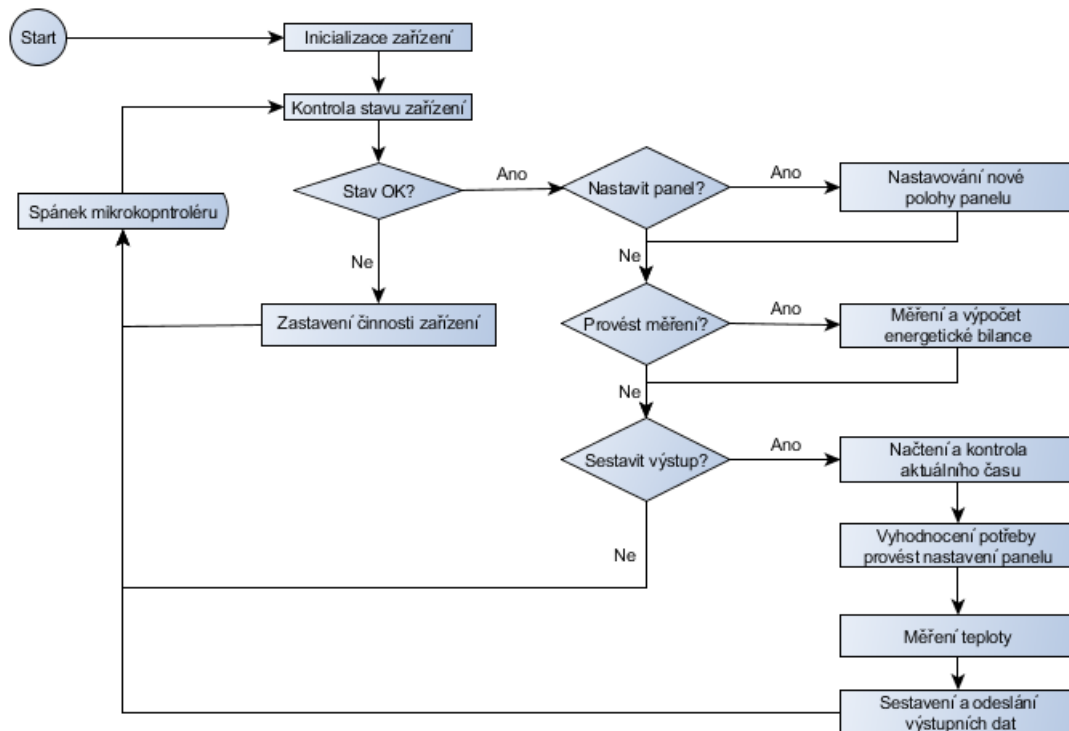 Start
Inicializace zařízení
Kontrola stavu zařízení
Stav OK?
Ano
Nastavit panel?
Ano
Nastavování nové
polohy panelu
Spánek mikrokopntroléru
Ne
Ne
Zastavení činnosti zařízení
Provést měření?
Ano
Měření a výpočet
energetické bilance
Ne
Sestavit výstup?
Ano
Načtení a kontrola
aktuálního času
Ne
Vyhodnocení potřeby
provést nastavení panelu
Měření teploty
Sestavení a odeslání
výstupních dat